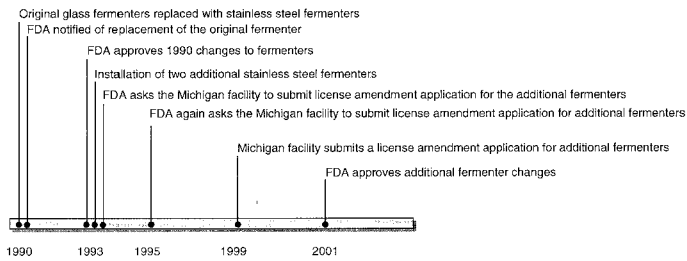 Original glass fermenters replaced with stainless steel fermenters
FDA notified of replacement of the original fermenter
FDA approves 1990 changes to fermenters
Installation of two additional stainless steel fermenters
FDA asks the Michigan facility to submit license amendment application for the additional fermenters
FDA again asks the Michigan facility to submit license amendment application for additional fermenters
Michigan facility submits a license amendment application for additional fermenters
FDA approves additional fermenter changes
1990 1993 1995 1999 2001